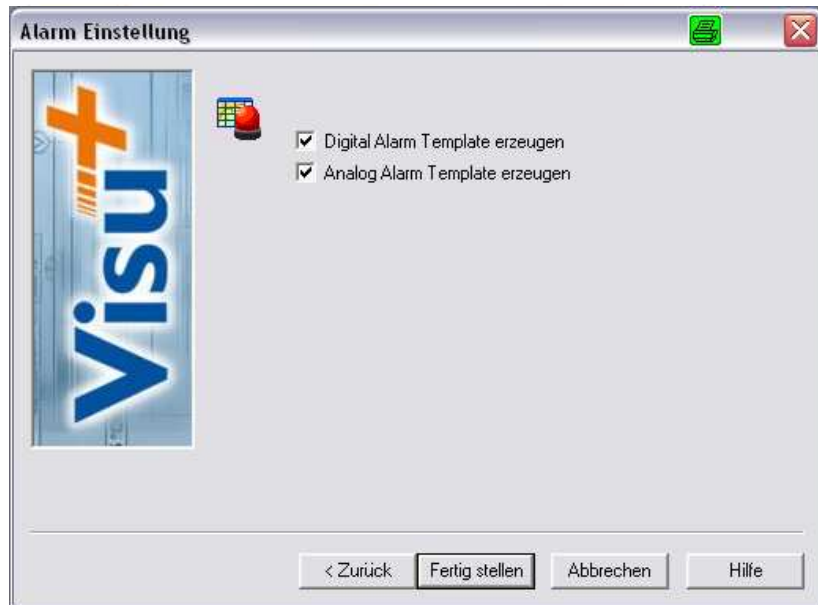 Alarm Einstellung
Visu+
Digital Alarm Template erzeugen
Analog Alarm Template erzeugen
< Zurück
Fertig stellen
Abbrechen
Hilfe